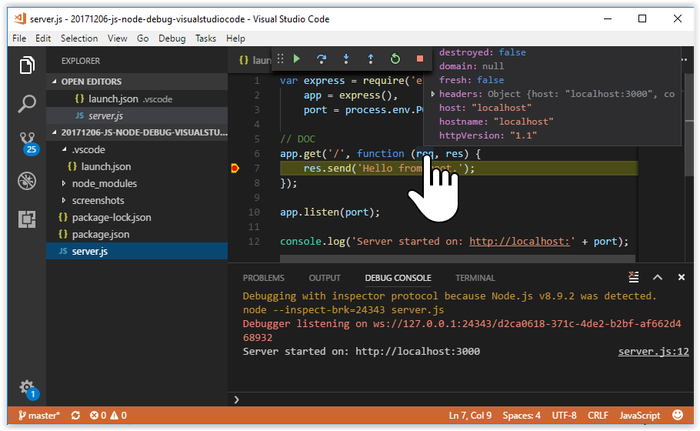 server.js - 20171206-js-node-debug-visualstudiocode - Visual Studio Code
File Edit Selection View Go Debug Tasks Help
EXPLORER
OPEN EDITORS
{} launch.json .vscode
JS server.js
20171206-JS-NODE-DEBUG-VISUALSTU...
.vscode
{} launch.json
node_modules
screenshots
{} package-lock.json
{} package.json
JS server.js
25
1
{} laun
1 var express = require('e
2 app = express(),
3 port = process.env.P
4
5 // DOC
6 app.get('/', function (req, res) {
7 res.send('Hello from .');
8 });
9
10 app.listen(port);
11
12 console.log('Server started on: http://localhost:' + port);
destroyed: false
domain: null
fresh: false
headers: Object {host: "localhost:3000", co
host: "localhost"
hostname: "localhost"
httpVersion: "1.1"
PROBLEMS OUTPUT DEBUG CONSOLE TERMINAL
Debugging with inspector protocol because Node.js v8.9.2 was detected.
node --inspect-brk=24343 server.js
Debugger listening on ws://127.0.0.1:24343/d2ca0618-371c-4de2-b2bf-af662d4
68932
Server started on: http://localhost:3000 server.js:12
master* 0 0 Ln 7, Col 9 Spaces: 4 UTF-8 CRLF JavaScript